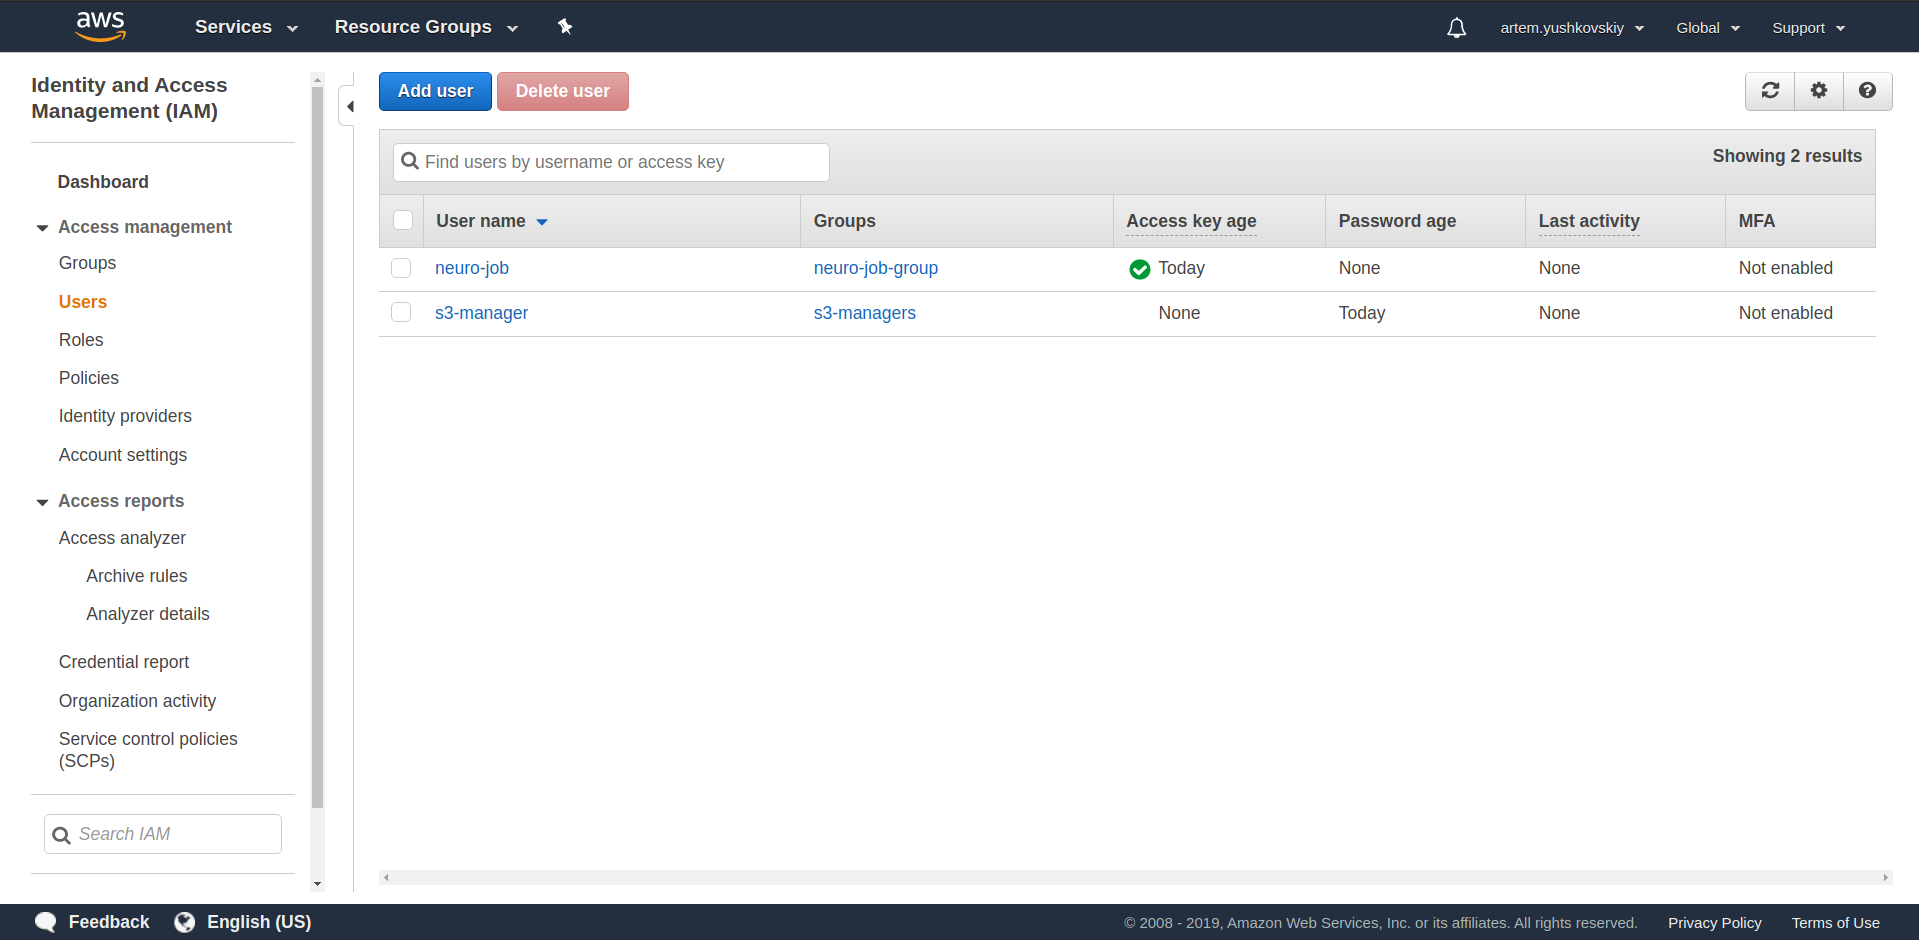 aws
Services
Resource Groups
artem.yushkovskiy
Global
Support
Identity and Access
Management (IAM)
Dashboard
Access management
Groups
Users
Roles
Policies
Identity providers
Account settings
Access reports
Access analyzer
Archive rules
Analyzer details
Credential report
Organization activity
Service control policies
(SCPs)
Search IAM
Add user
Delete user
Find users by username or access key
Showing 2 results
User name Groups Access key age Password age Last activity MFA
neuro-job neuro-job-group Today None None Not enabled
s3-manager s3-managers None Today None Not enabled
Feedback
English (US)
© 2008 - 2019, Amazon Web Services, Inc. or its affiliates. All rights reserved.
Privacy Policy
Terms of Use